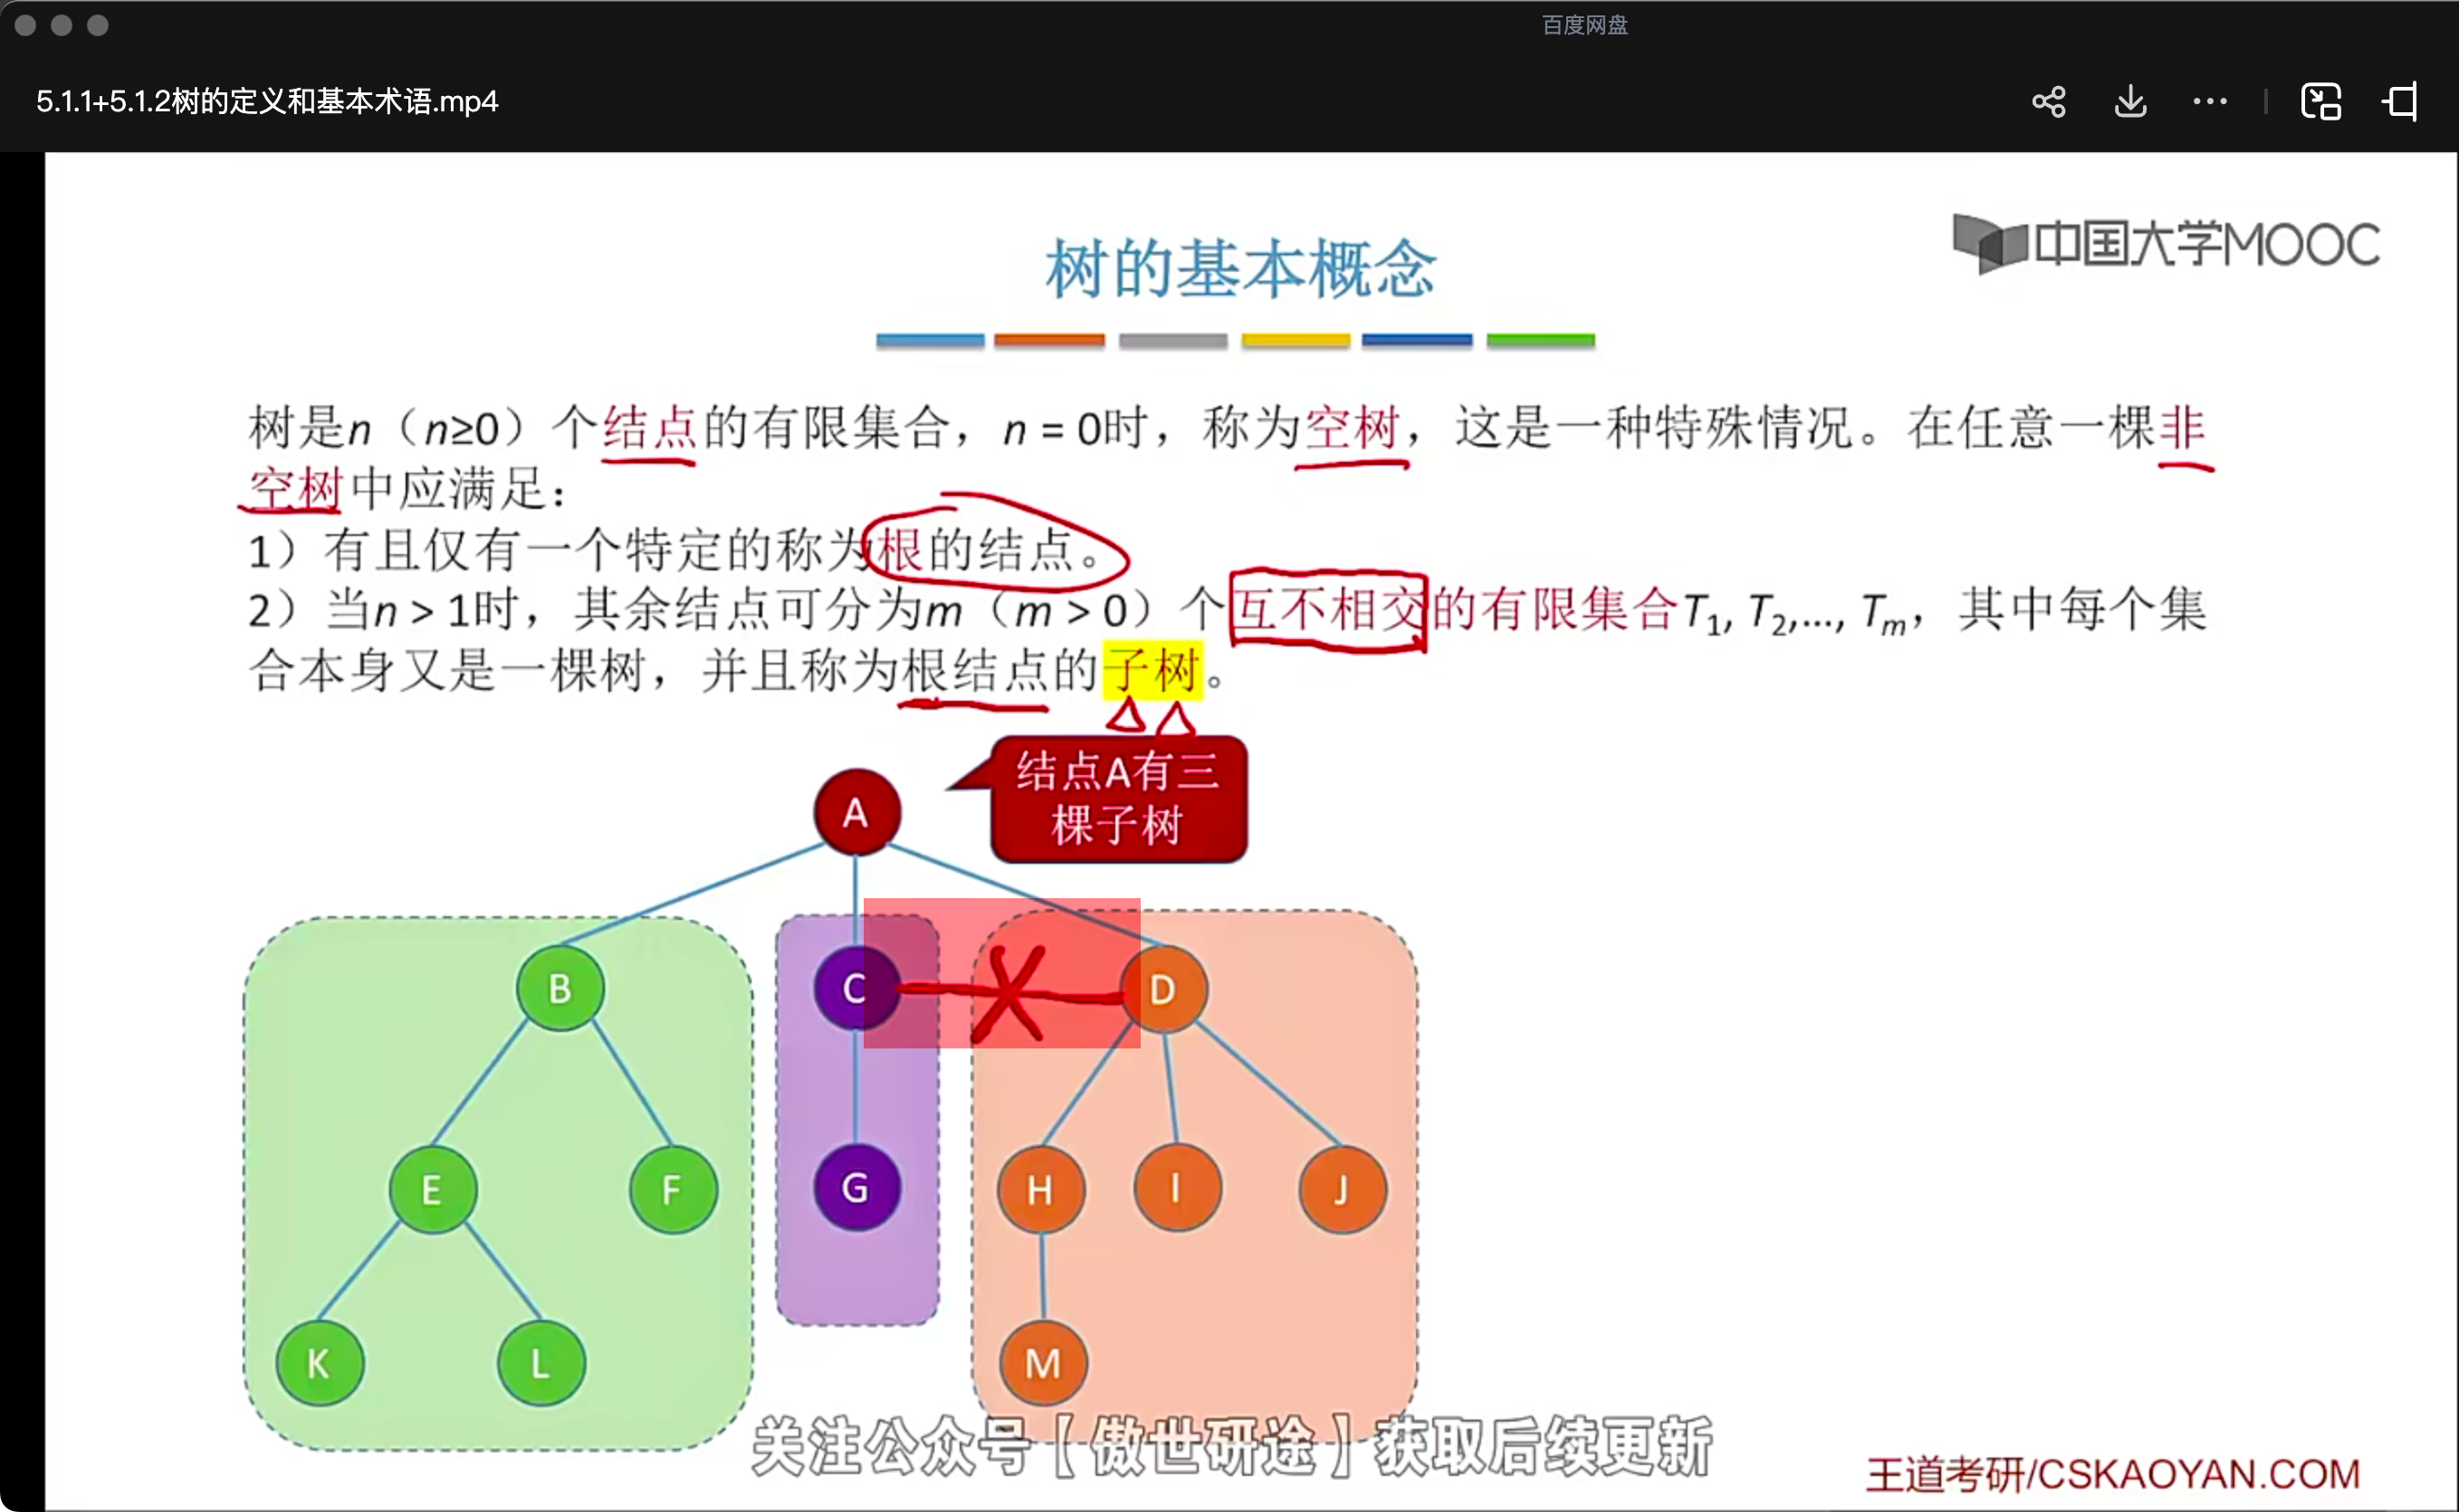 百度网盘
5.1.1+5.1.2树的定义和基本术语.mp4
中国大学MOOC
树的基本概念
树是n（n≥0）个结点的有限集合，n = 0时，称为空树，这是一种特殊情况。在任意一棵非
空树中应满足：
1）有且仅有一个特定的称为根的结点。
2）当n > 1时，其余结点可分为m（m > 0）个互不相交的有限集合T1, T2,…, Tm，其中每个集
合本身又是一棵树，并且称为根结点的子树。
结点A有三
棵子树
A
B
C
D
E
F
G
H
I
J
K
L
M
关注公众号【傲世研途】获取后续更新
王道考研/CSKAOYAN.COM